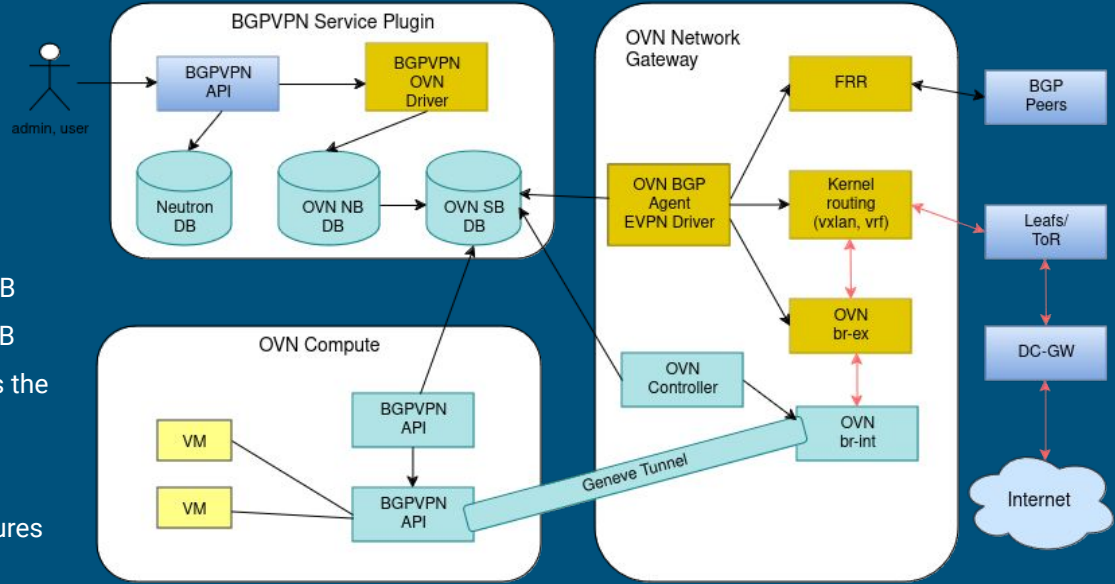 BGPVPN Service Plugin
admin, user
BGPVPN
API
BGPVPN
OVN
Driver
Neutron
DB
OVN NB
DB
OVN SB
DB
OVN Network
Gateway
FRR
BGP
Peers
OVN BGP
Agent
EVPN Driver
Kernel
routing
(vxlan, vrf)
Leafs/
ToR
OVN
br-ex
DC-GW
OVN
Controller
OVN
br-int
Internet
B
B
s the
ures
OVN Compute
BGPVPN
API
VM
VM
BGPVPN
API
Geneve Tunnel